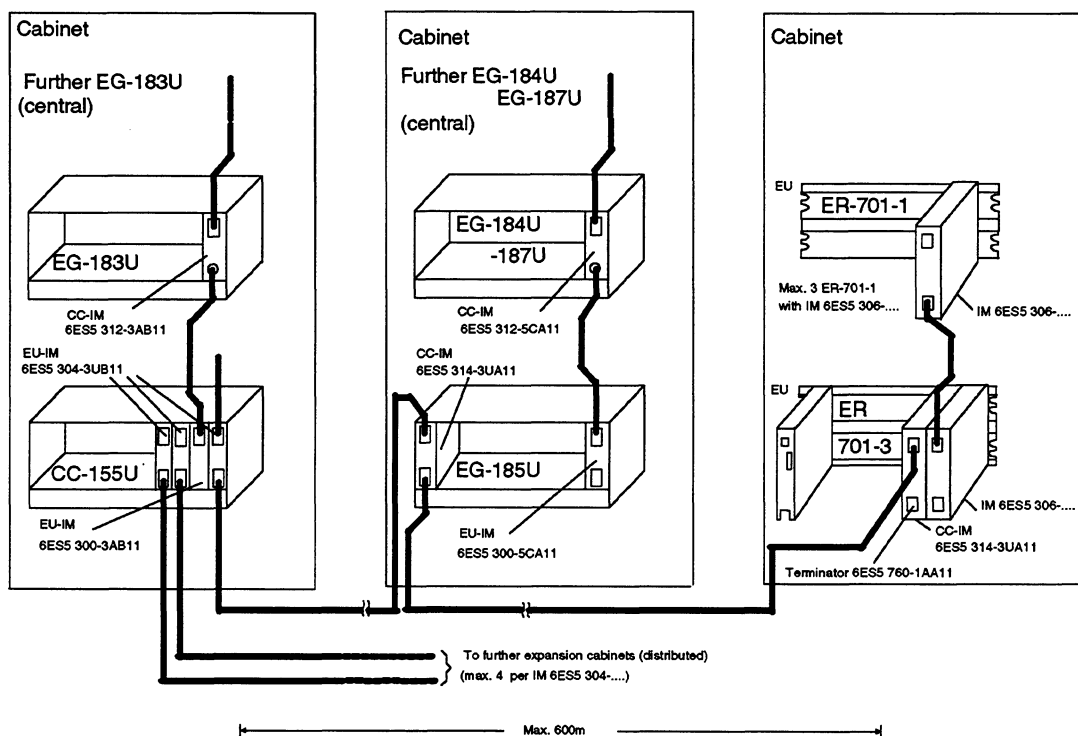 Cabinet
Further EG-183U
(central)
EG-183U
CC-IM
6ES5 312-3AB11
EU-IM
6ES5 304-3UB11
CC-155U
EU-IM
6ES5 300-3AB11
Cabinet
Further EG-184U
EG-187U
(central)
EG-184U
-187U
CC-IM
6ES5 312-5CA11
CC-IM
6ES5 314-3UA11
EG-185U
EU-IM
6ES5 300-5CA11
Cabinet
EU
ER-701-1
Max. 3 ER-701-1
with IM 6ES5 306-....
IM 6ES5 306-....
EU
ER
701-3
IM 6ES5 306-....
CC-IM
6ES5 314-3UA11
Terminator 6ES5 760-1AA11
To further expansion cabinets (distributed)
(max. 4 per IM 6ES5 304-....)
Max. 600m